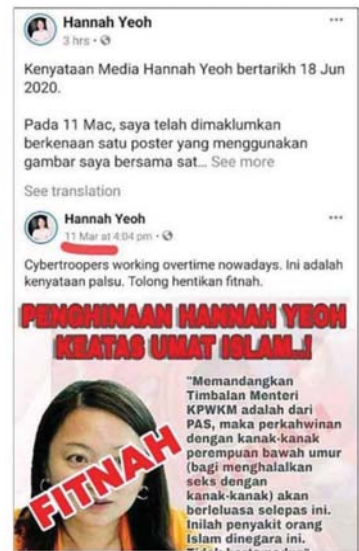 Hannah Yeoh
3 hrs •
Kenyataan Media Hannah Yeoh bertarikh 18 Jun
2020.
Pada 11 Mac, saya telah dimaklumkan
berkenaan satu poster yang menggunakan
gambar saya bersama sat... See more
See translation
Hannah Yeoh
11 Mar at 4:04 pm •
Cybertroopers working overtime nowadays. Ini adalah
kenyataan palsu. Tolong hentikan fitnah.
PENGHINAAN HANNAH YEOH
KEATAS UMAT ISLAM..!
"Memandangkan
Timbalan Menteri
KPWKM adalah dari
PAS, maka perkahwinan
dengan kanak-kanak
perempuan bawah umur
(bagi menghalalkan
seks dengan
kanak-kanak) akan
berleluasa selepas ini.
Inilah penyakit orang
Islam dinegara ini.
FITNAH